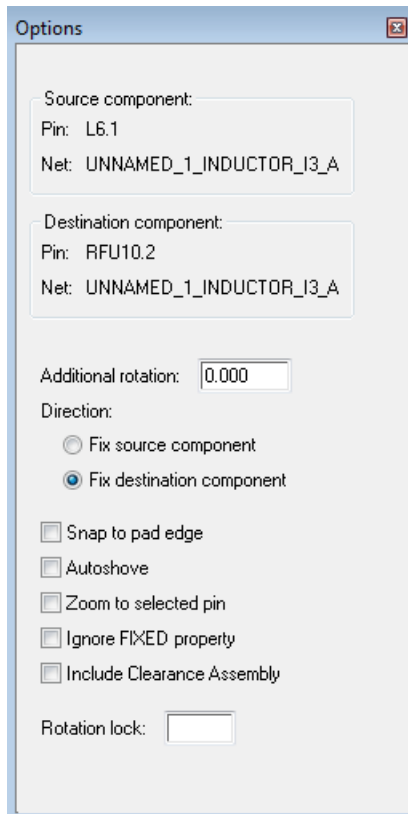 Options
Source component:
Pin: L6.1
Net: UNNAMED_1_INDUCTOR_I3_A
Destination component:
Pin: RFU10.2
Net: UNNAMED_1_INDUCTOR_I3_A
Additional rotation: 0.000
Direction:
Fix source component
Fix destination component
Snap to pad edge
Autoshove
Zoom to selected pin
Ignore FIXED property
Include Clearance Assembly
Rotation lock: